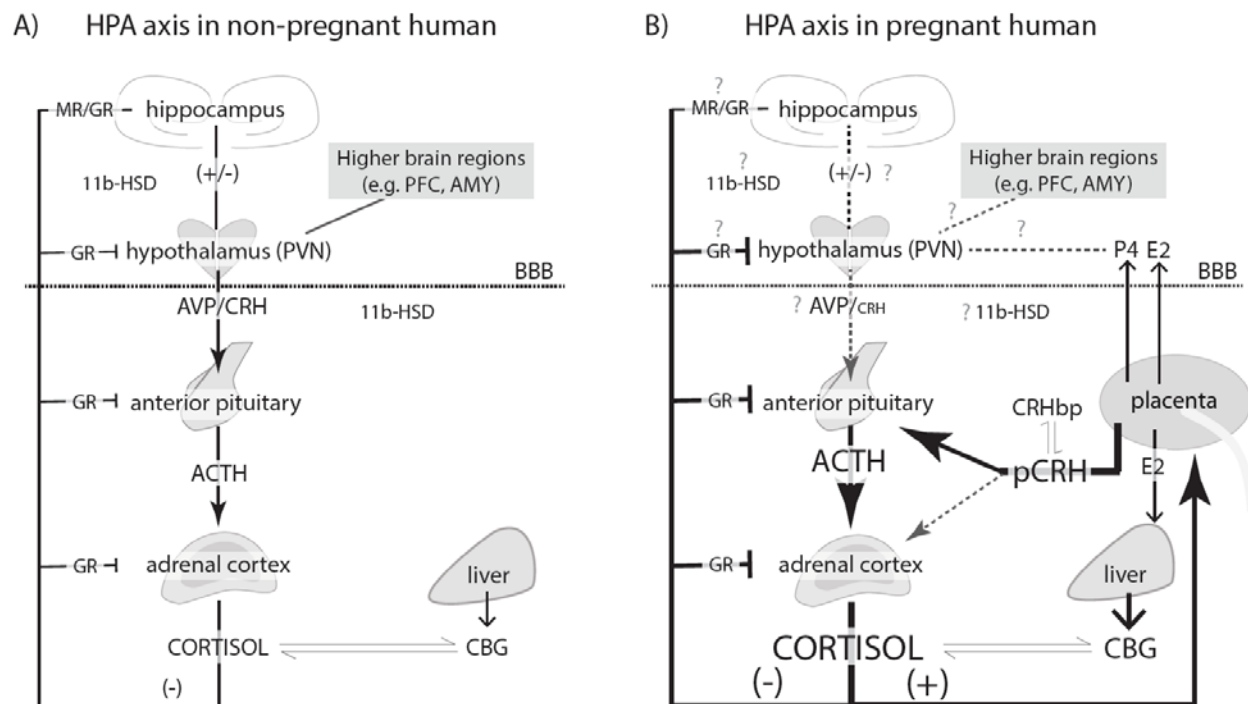 A) HPA axis in non-pregnant human
MR/GR hippocampus
Higher brain regions
(e.g. PFC, AMY)
(+/-)
11b-HSD
GR hypothalamus (PVN)
BBB
AVP/CRH 11b-HSD
GR anterior pituitary
ACTH
GR adrenal cortex
liver
CORTISOL CBG
(-)
B) HPA axis in pregnant human
?
MR/GR hippocampus
Higher brain regions
(e.g. PFC, AMY)
?
11b-HSD
(+/-) ?
?
?
?
GR hypothalamus (PVN) P4 E2
BBB
? AVP/CRH ? 11b-HSD
GR anterior pituitary
CRHbp
placenta
ACTH
pCRH
E2
GR adrenal cortex
liver
CORTISOL CBG
(-) (+)